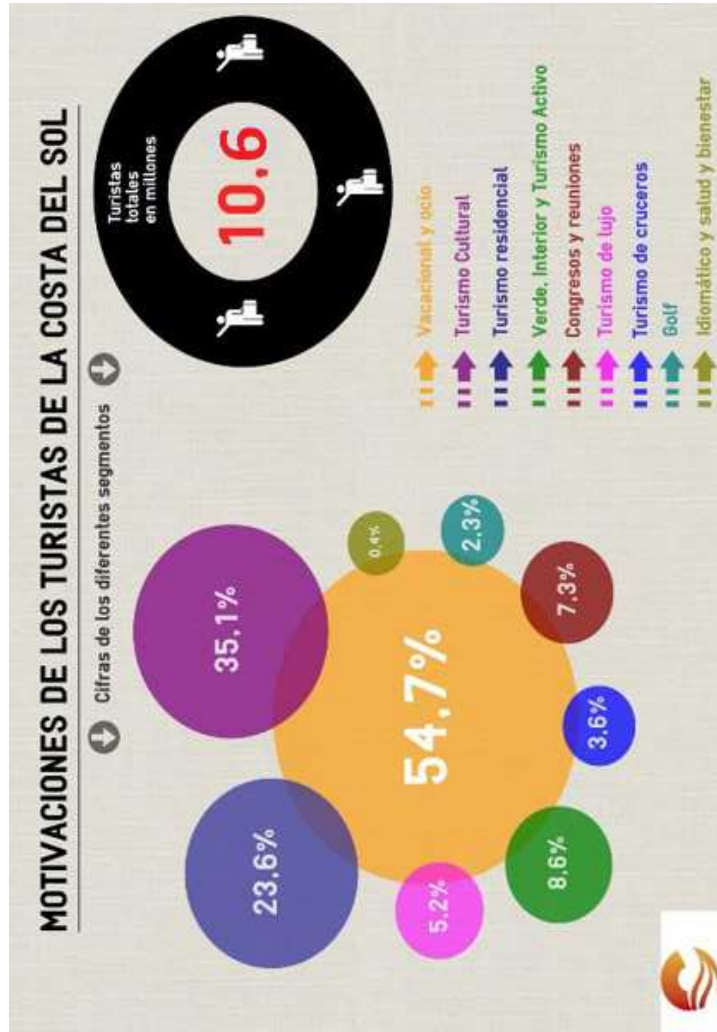 MOTIVACIONES DE LOS TURISTAS DE LA COSTA DEL SOL
Cifras de los diferentes segmentos
Turistas
totales
en millones
10.6
23.6%
35.1%
5.2%
54.7%
0.4%
8.6%
3.6%
7.3%
2.3%
Vacacional y ocio
Turismo Cultural
Turismo residencial
Verde, Interior y Turismo Activo
Congresos y reuniones
Turismo de lujo
Turismo de cruceros
Golf
Idiomático y salud y bienestar